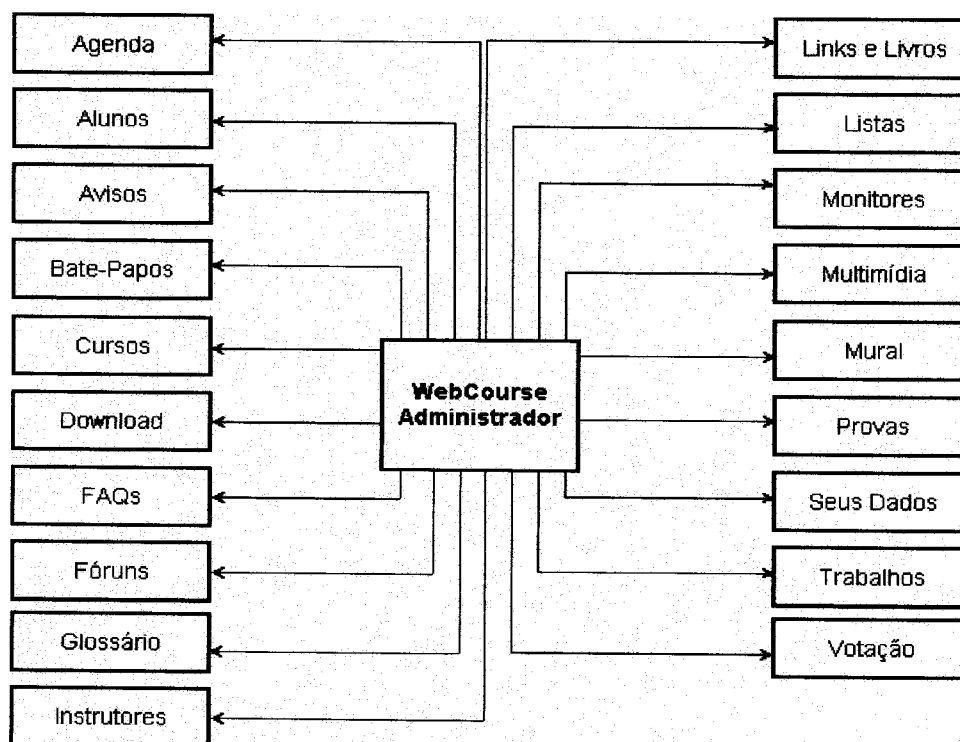 Agenda
Alunos
Avisos
Bate-Papos
Cursos
Download
FAQs
Fóruns
Glossário
Instrutores
WebCourse
Administrador
Links e Livros
Listas
Monitores
Multimídia
Mural
Provas
Seus Dados
Trabalhos
Votação